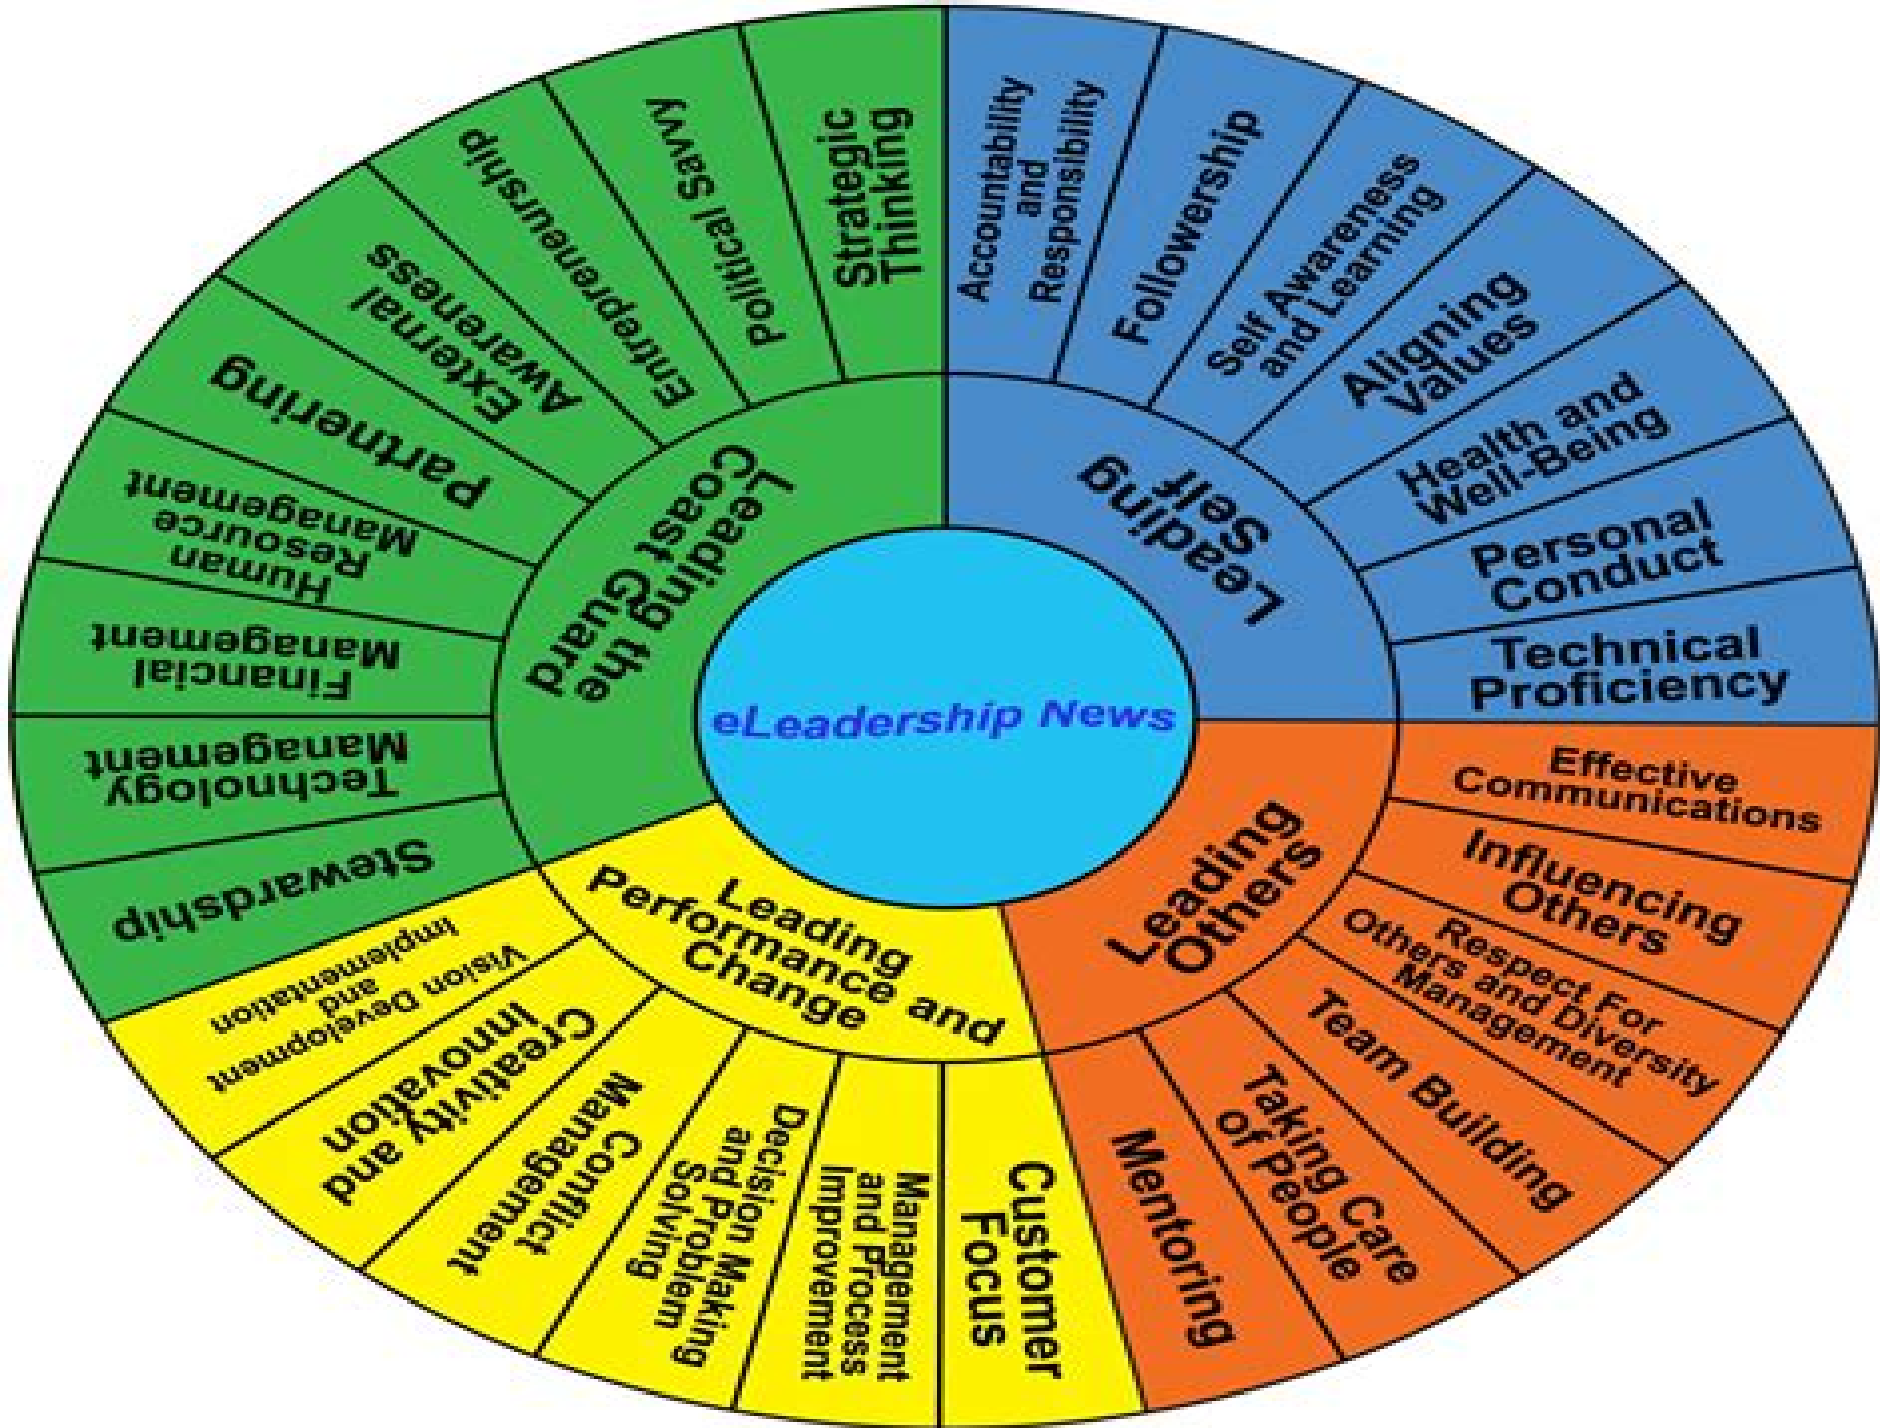 Accountability
and
Responsibility
Followership
Self Awareness
and Learning
Aligning
Values
Health and
Well-Being
Personal
Conduct
Technical
Proficiency
Effective
Communications
Influencing
Others
Respect For
Others and Diversity
Management
Team Building
Taking Care
of People
Mentoring
Customer
Focus
Management
and Process
Improvement
Decision Making
and Problem
Solving
Conflict
Management
Creativity and
Innovation
Vision Development
and
Implementation
Stewardship
Technology
Management
Financial
Management
Human
Resource
Management
Partnering
External
Awareness
Entrepreneurship
Political Savvy
Strategic
Thinking
Leading
Self
Leading
Others
Leading
Performance and
Change
Leading the
Coast Guard
eLeadership News